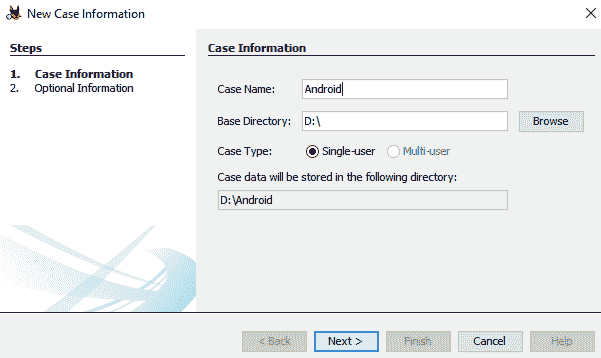 New Case Information
Steps
1. Case Information
2. Optional Information
Case Information
Case Name: Android
Base Directory: D:\ Browse
Case Type: Single-user Multi-user
Case data will be stored in the following directory:
D:\Android
< Back Next > Finish Cancel Help